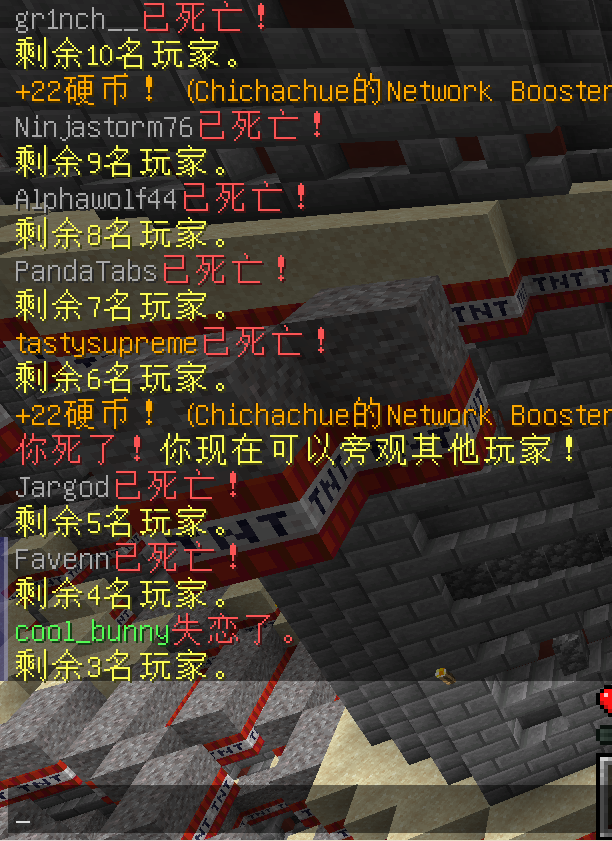 gr1nch__已死亡！
剩余10名玩家。
+22硬币！ (Chichachue的Network Booster
Ninjastorm76已死亡！
剩余9名玩家。
Alphawolf44已死亡！
剩余8名玩家。
PandaTabs已死亡！
剩余7名玩家。
tastysupreme已死亡！
剩余6名玩家。
+22硬币！ (Chichachue的Network Booster
你死了！你现在可以旁观其他玩家！
Jargod已死亡！
剩余5名玩家。
Favenn已死亡！
剩余4名玩家。
cool_bunny失恋了。
剩余3名玩家。
_
TNT
TNT
TNT
TNT
TNT
TNT
TNT